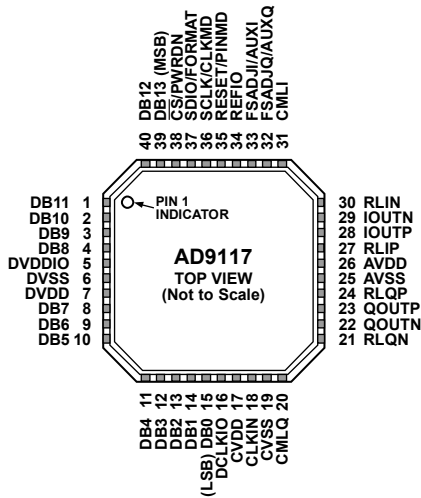 40 DB12
39 DB13 (MSB)
38 CS/PWRDN
37 SDIO/FORMAT
36 SCLK/CLKMD
35 RESET/PINMD
34 REFIO
33 FSADJI/AUXI
32 FSADJQ/AUXQ
31 CMLI
DB11 1
DB10 2
DB9 3
DB8 4
DVDDIO 5
DVSS 6
DVDD 7
DB7 8
DB6 9
DB5 10
PIN 1
INDICATOR
AD9117
TOP VIEW
(Not to Scale)
30 RLIN
29 IOUTN
28 IOUTP
27 RLIP
26 AVDD
25 AVSS
24 RLQP
23 QOUTP
22 QOUTN
21 RLQN
DB4 11
DB3 12
DB2 13
DB1 14
(LSB) DB0 15
DCLKIO 16
CVDD 17
CLKIN 18
CVSS 19
CMLQ 20